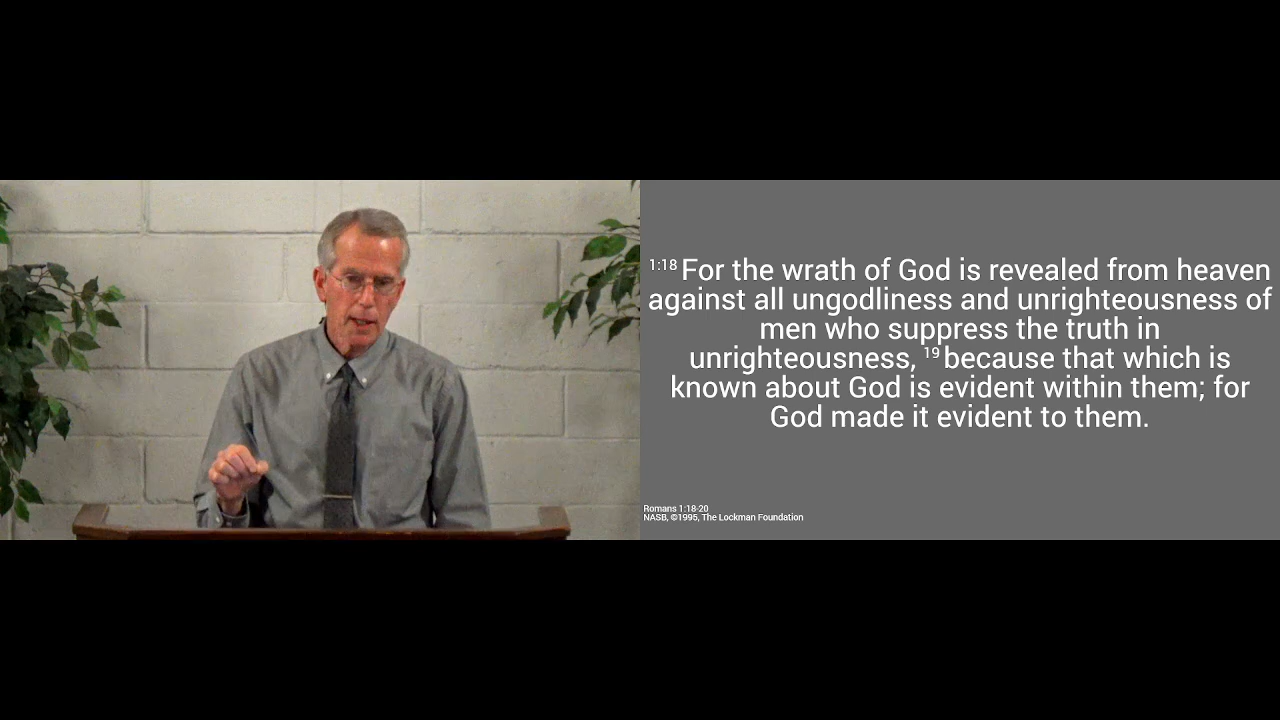 1:18 For the wrath of God is revealed from heaven
against all ungodliness and unrighteousness of
men who suppress the truth in
unrighteousness, 19 because that which is
known about God is evident within them; for
God made it evident to them.
Romans 1:18-20
NASB, ©1995, The Lockman Foundation